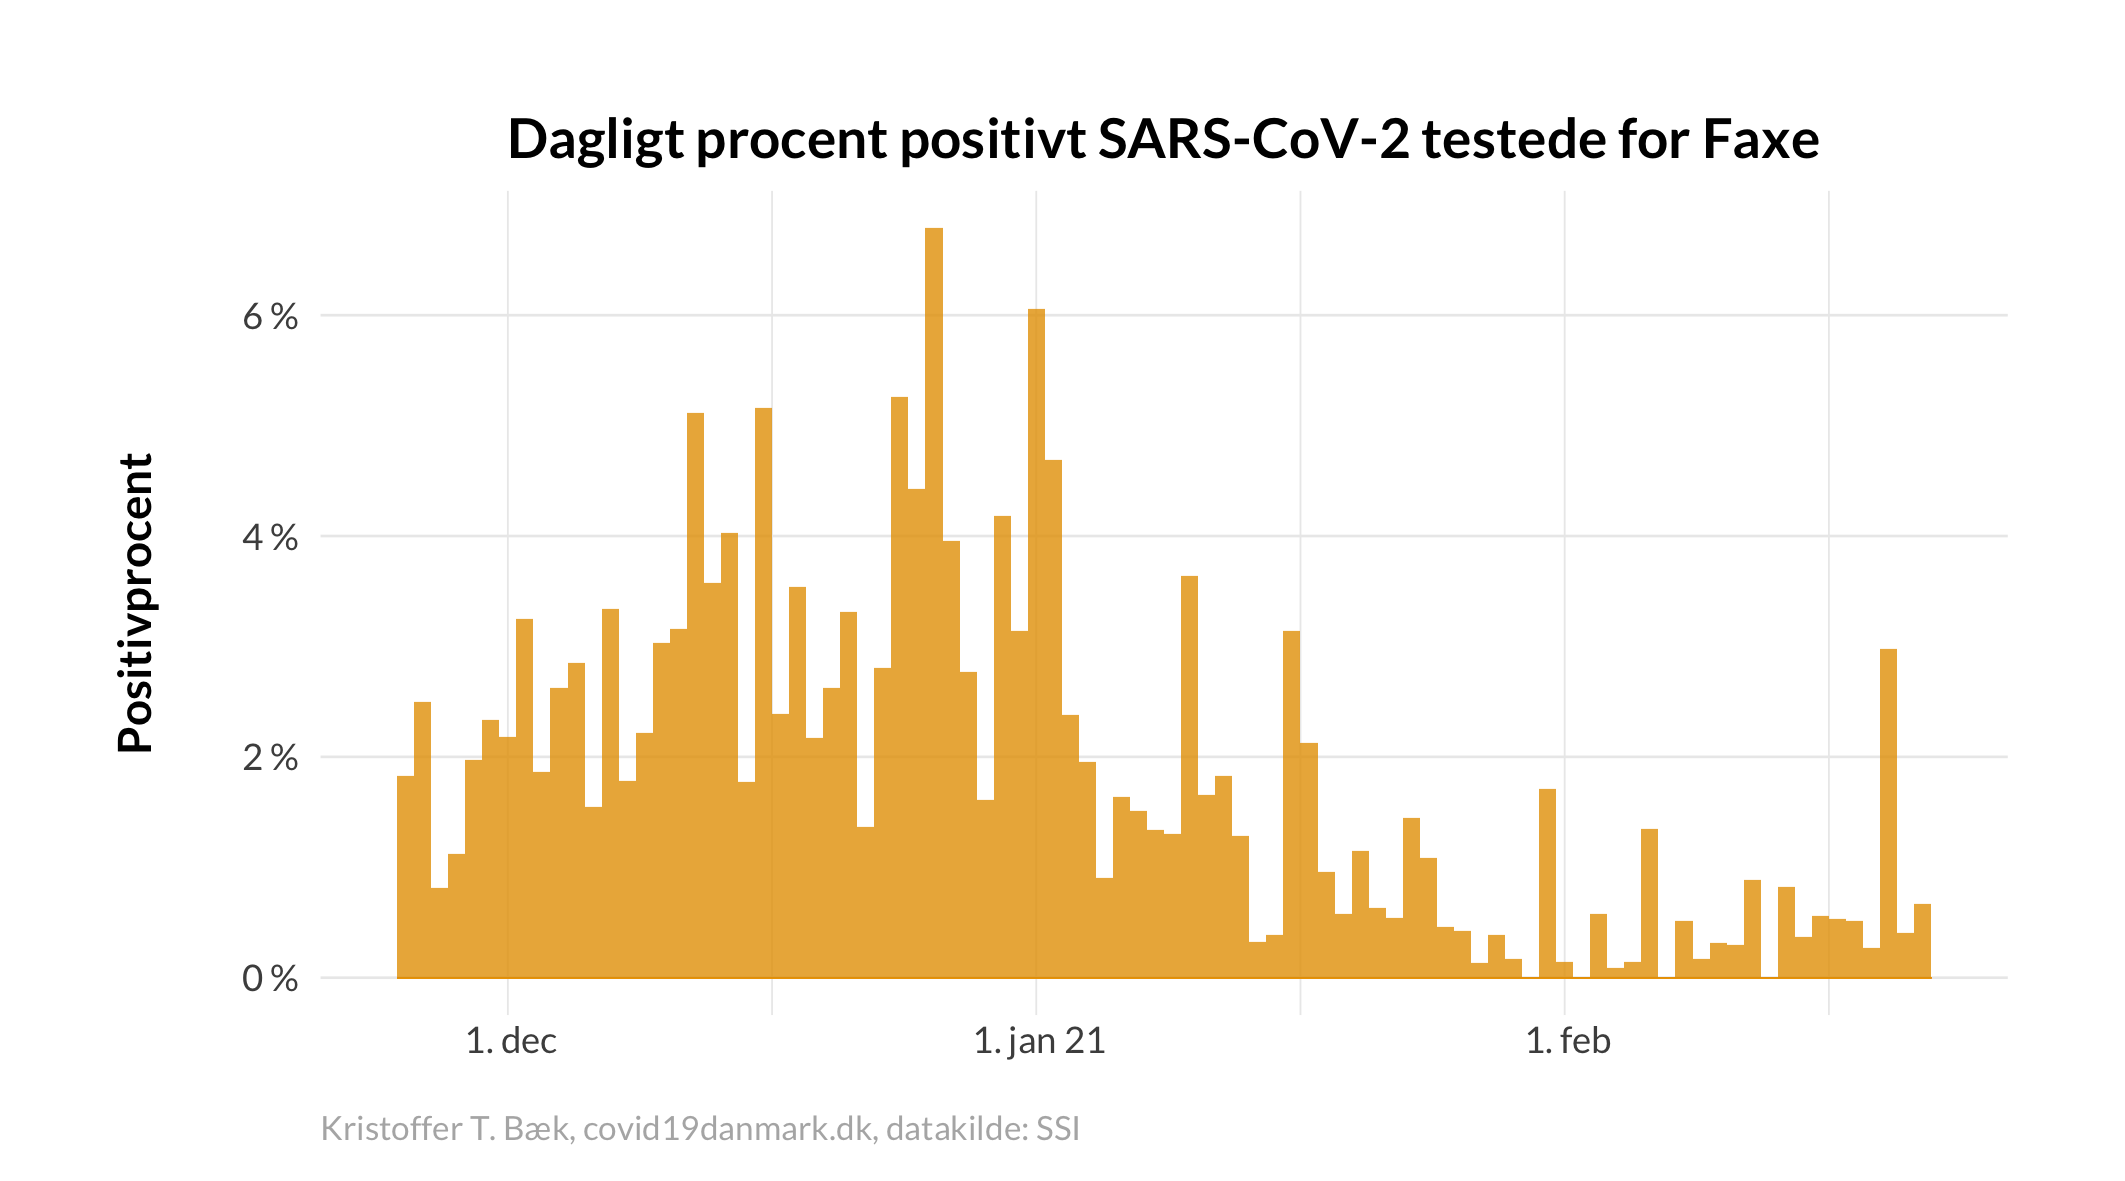 Dagligt procent positivt SARS-CoV-2 testede for Faxe
Positivprocent
6 %
4 %
2 %
0 %
1. dec
1. jan 21
1. feb
Kristoffer T. Bæk, covid19danmark.dk, datakilde: SSI